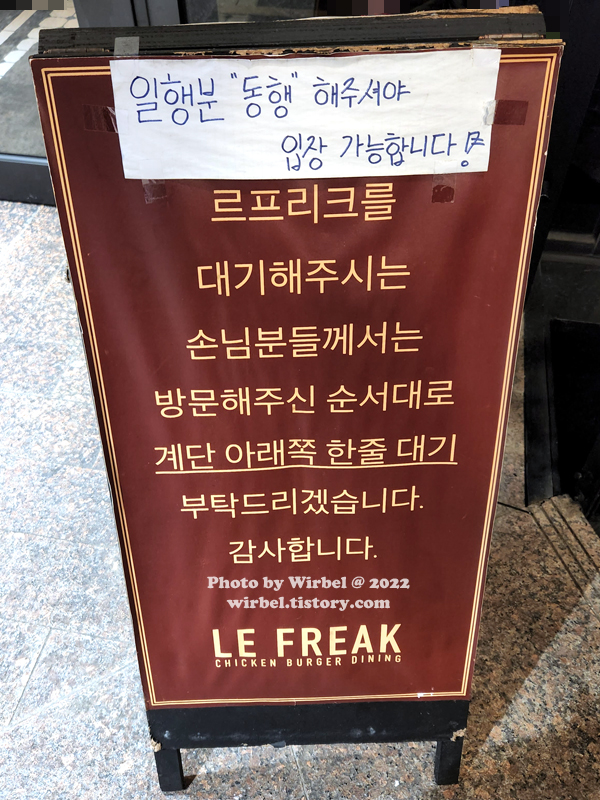 일행분 "동행" 해주셔야
입장 가능합니다!
르프리크를
대기해주시는
손님분들께서는
방문해주신 순서대로
계단 아래쪽 한줄 대기
부탁드리겠습니다.
감사합니다.
Photo by Wirbel @ 2022
wirbel.tistory.com
LE FREAK
CHICKEN BURGER DINING